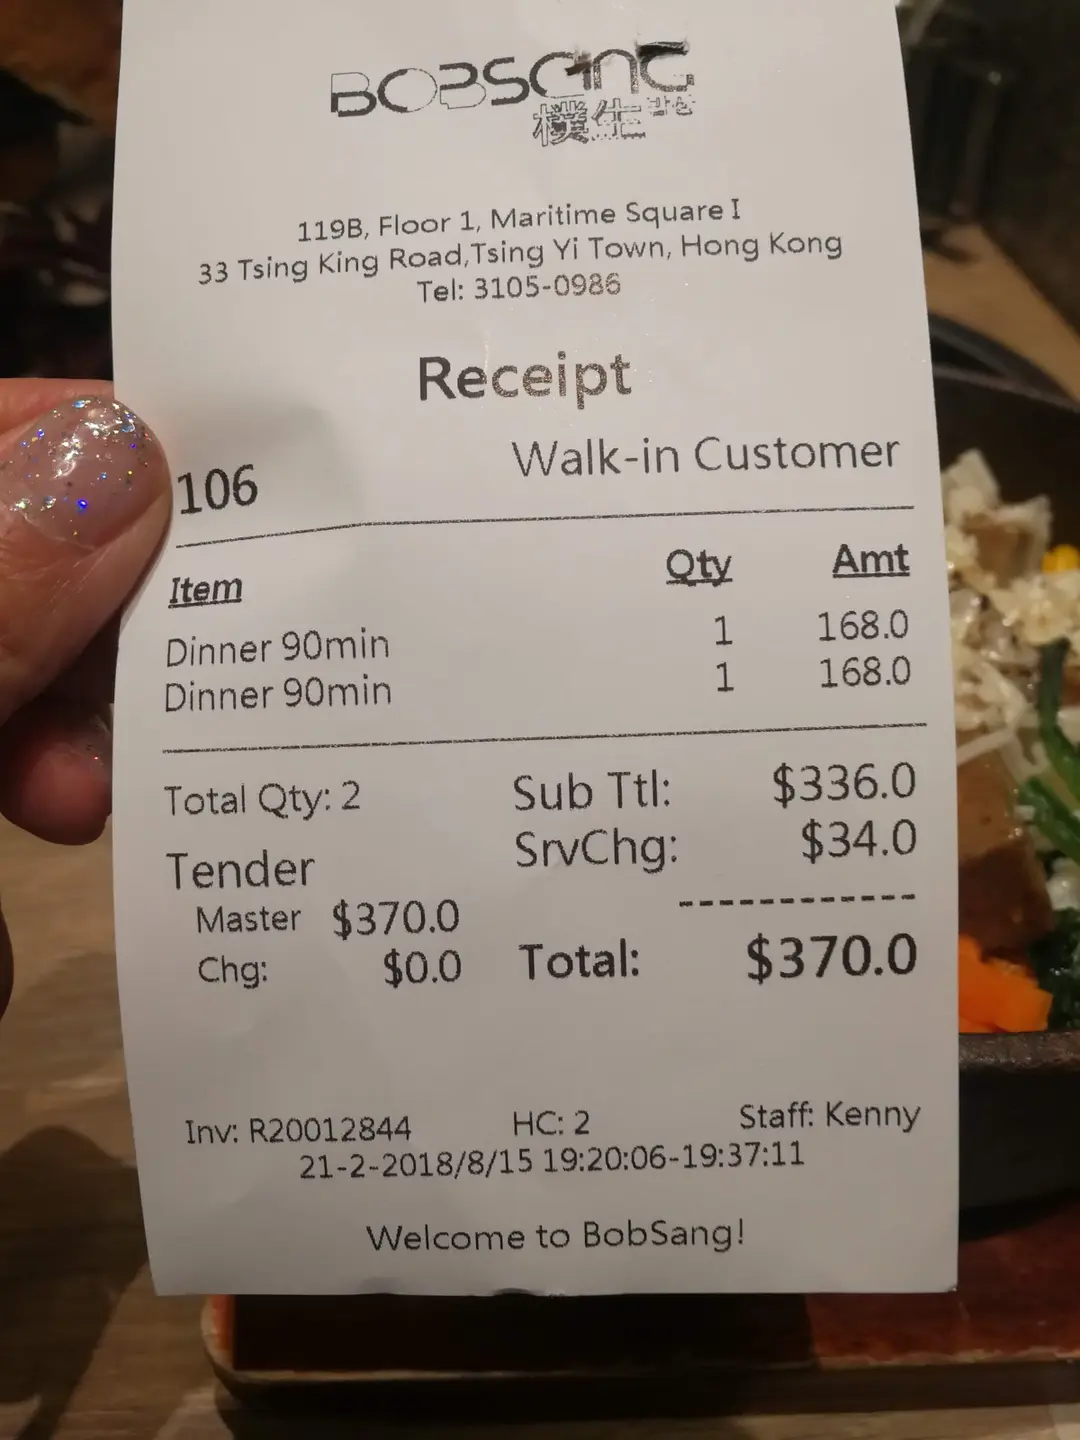 BOBSANG
樸生 밥상
119B, Floor 1, Maritime Square I
33 Tsing King Road,Tsing Yi Town, Hong Kong
Tel: 3105-0986
Receipt
106 Walk-in Customer
Item Qty Amt
Dinner 90min 1 168.0
Dinner 90min 1 168.0
Total Qty: 2 Sub Ttl: $336.0
SrvChg: $34.0
Tender
------------
Master $370.0
Chg: $0.0 Total: $370.0
Inv: R20012844 HC: 2 Staff: Kenny
21-2-2018/8/15 19:20:06-19:37:11
Welcome to BobSang!